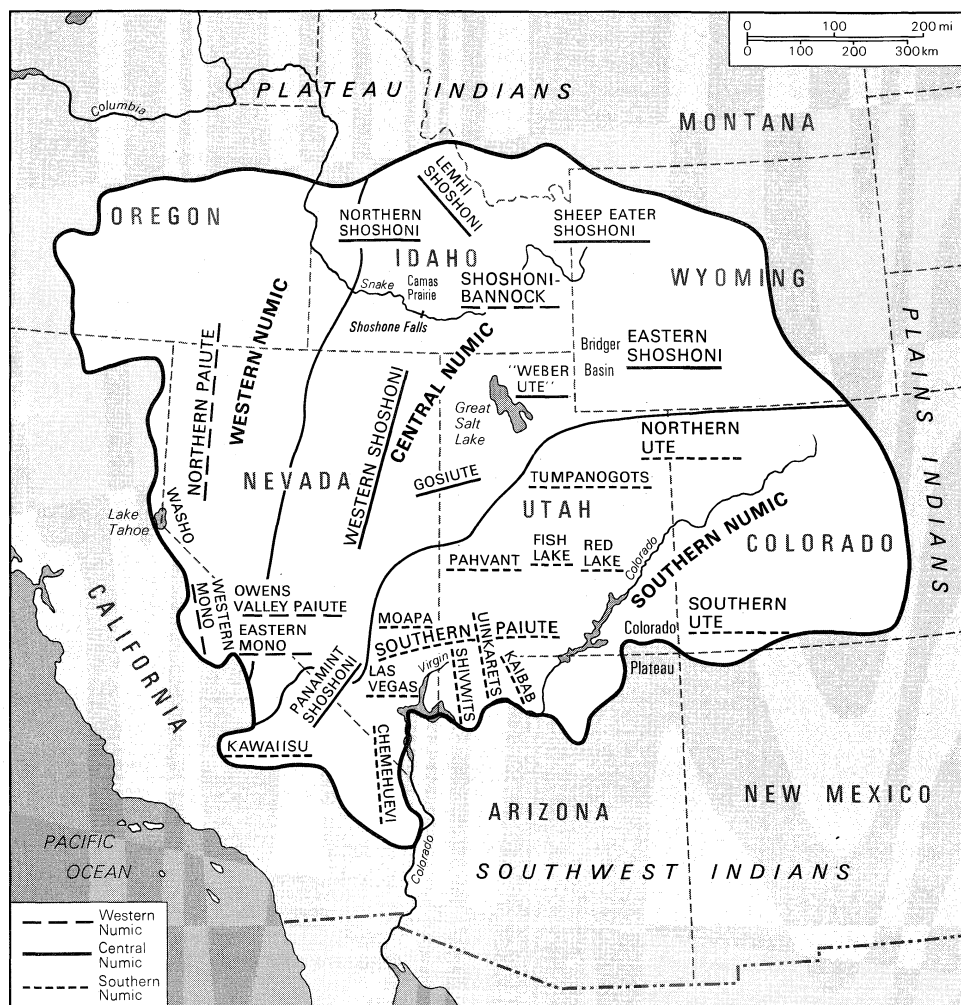 0 100 200 mi
0 100 200 300km
PLATEAU INDIANS
Columbia
MONTANA
OREGON
LEMHI
SHOSHONI
NORTHERN
SHOSHONI
SHEEP EATER
SHOSHONI
IDAHO
WYOMING
Snake
Camas
Prairie
SHOSHONI-
BANNOCK
Shoshone Falls
WESTERN NUMIC
NORTHERN PAIUTE
CENTRAL NUMIC
Bridger
Basin
EASTERN
SHOSHONI
PLAINS INDIANS
"WEBER
UTE"
WESTERN SHOSHONI
Great
Salt
Lake
NORTHERN
UTE
NEVADA
GOSIUTE
TUMPANOGOTS
UTAH
Lake
Tahoe
WASHO
FISH
LAKE
RED
LAKE
PAHVANT
Colorado
SOUTHERN NUMIC
COLORADO
CALIFORNIA
WESTERN
MONO
OWENS
VALLEY PAIUTE
EASTERN
MONO
MOAPA
SOUTHERN PAIUTE
UINKARETS
SHIVWITS
KAIBAB
Virgin
LAS
VEGAS
PANAMINT
SHOSHONI
Colorado
Plateau
SOUTHERN
UTE
KAWAIISU
CHEMEHUEVI
ARIZONA
NEW MEXICO
PACIFIC
OCEAN
Colorado
SOUTHWEST INDIANS
Western
Numic
Central
Numic
Southern
Numic